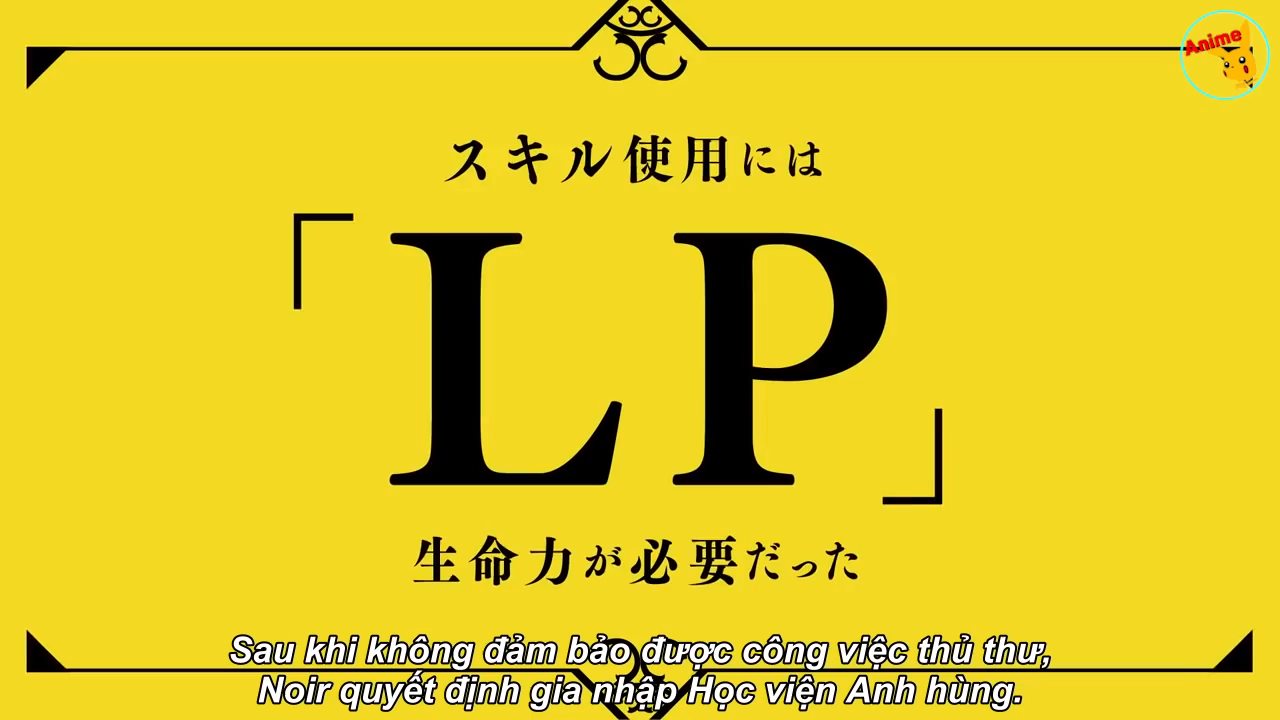 Anime
スキル使用には
「LP」
生命力が必要だった
Sau khi không đảm bảo được công việc thủ thư,
Noir quyết định gia nhập Học viện Anh hùng.